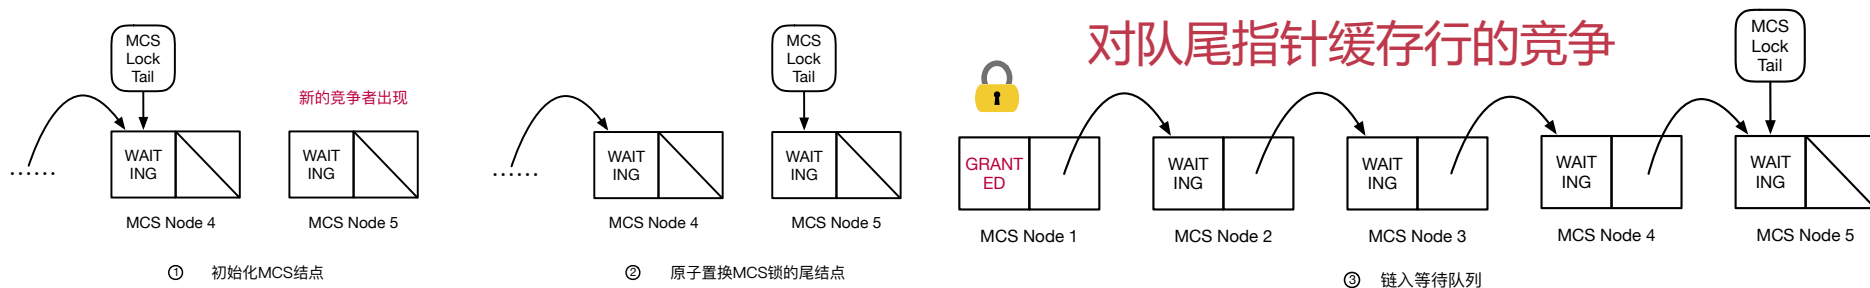 MCS
Lock
Tail
新的竞争者出现
......
WAIT
ING
WAIT
ING
MCS Node 4
MCS Node 5
① 初始化MCS结点
MCS
Lock
Tail
......
WAIT
ING
WAIT
ING
MCS Node 4
MCS Node 5
② 原子置换MCS锁的尾结点
对队尾指针缓存行的竞争
MCS
Lock
Tail
GRANT
ED
WAIT
ING
WAIT
ING
WAIT
ING
WAIT
ING
MCS Node 1
MCS Node 2
MCS Node 3
MCS Node 4
MCS Node 5
③ 链入等待队列